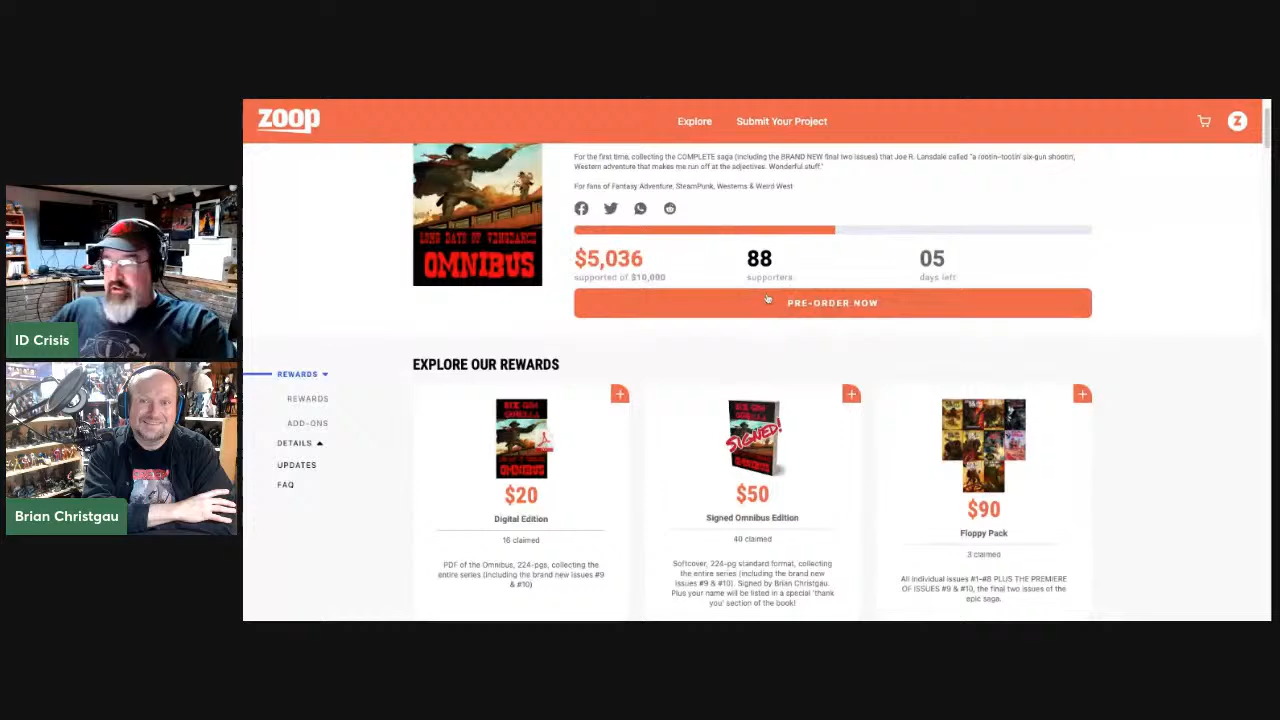 zoop
Explore
Submit Your Project
Z
For the first time, collecting the COMPLETE saga (including the BRAND NEW final two issues) that Joe R. Lansdale called "a rootin-tootin' six-gun shootin',
Western adventure that makes me run off at the adjectives. Wonderful stuff."
For fans of Fantasy Adventure, SteamPunk, Westerns & Weird West
LONG DAYS OF VENGEANCE
OMNIBUS
$5,036
supported of $10,000
88
supporters
05
days left
PRE-ORDER NOW
ID Crisis
Brian Christgau
REWARDS
REWARDS
ADD-ONS
DETAILS
UPDATES
FAQ
EXPLORE OUR REWARDS
SIX GUN
GORILLA
OMNIBUS
$20
Digital Edition
16 claimed
PDF of the Omnibus, 224-pgs, collecting the
entire series (including the brand new issues #9
& #10)
SIGNED!
$50
Signed Omnibus Edition
40 claimed
Softcover, 224-pg standard format, collecting
the entire series (including the brand new
issues #9 & #10). Signed by Brian Christgau.
Plus your name will be listed in a special 'thank
you' section of the book!
$90
Floppy Pack
3 claimed
All individual issues #1-#8 PLUS THE PREMIERE
OF ISSUES #9 & #10, the final two issues of the
epic saga.